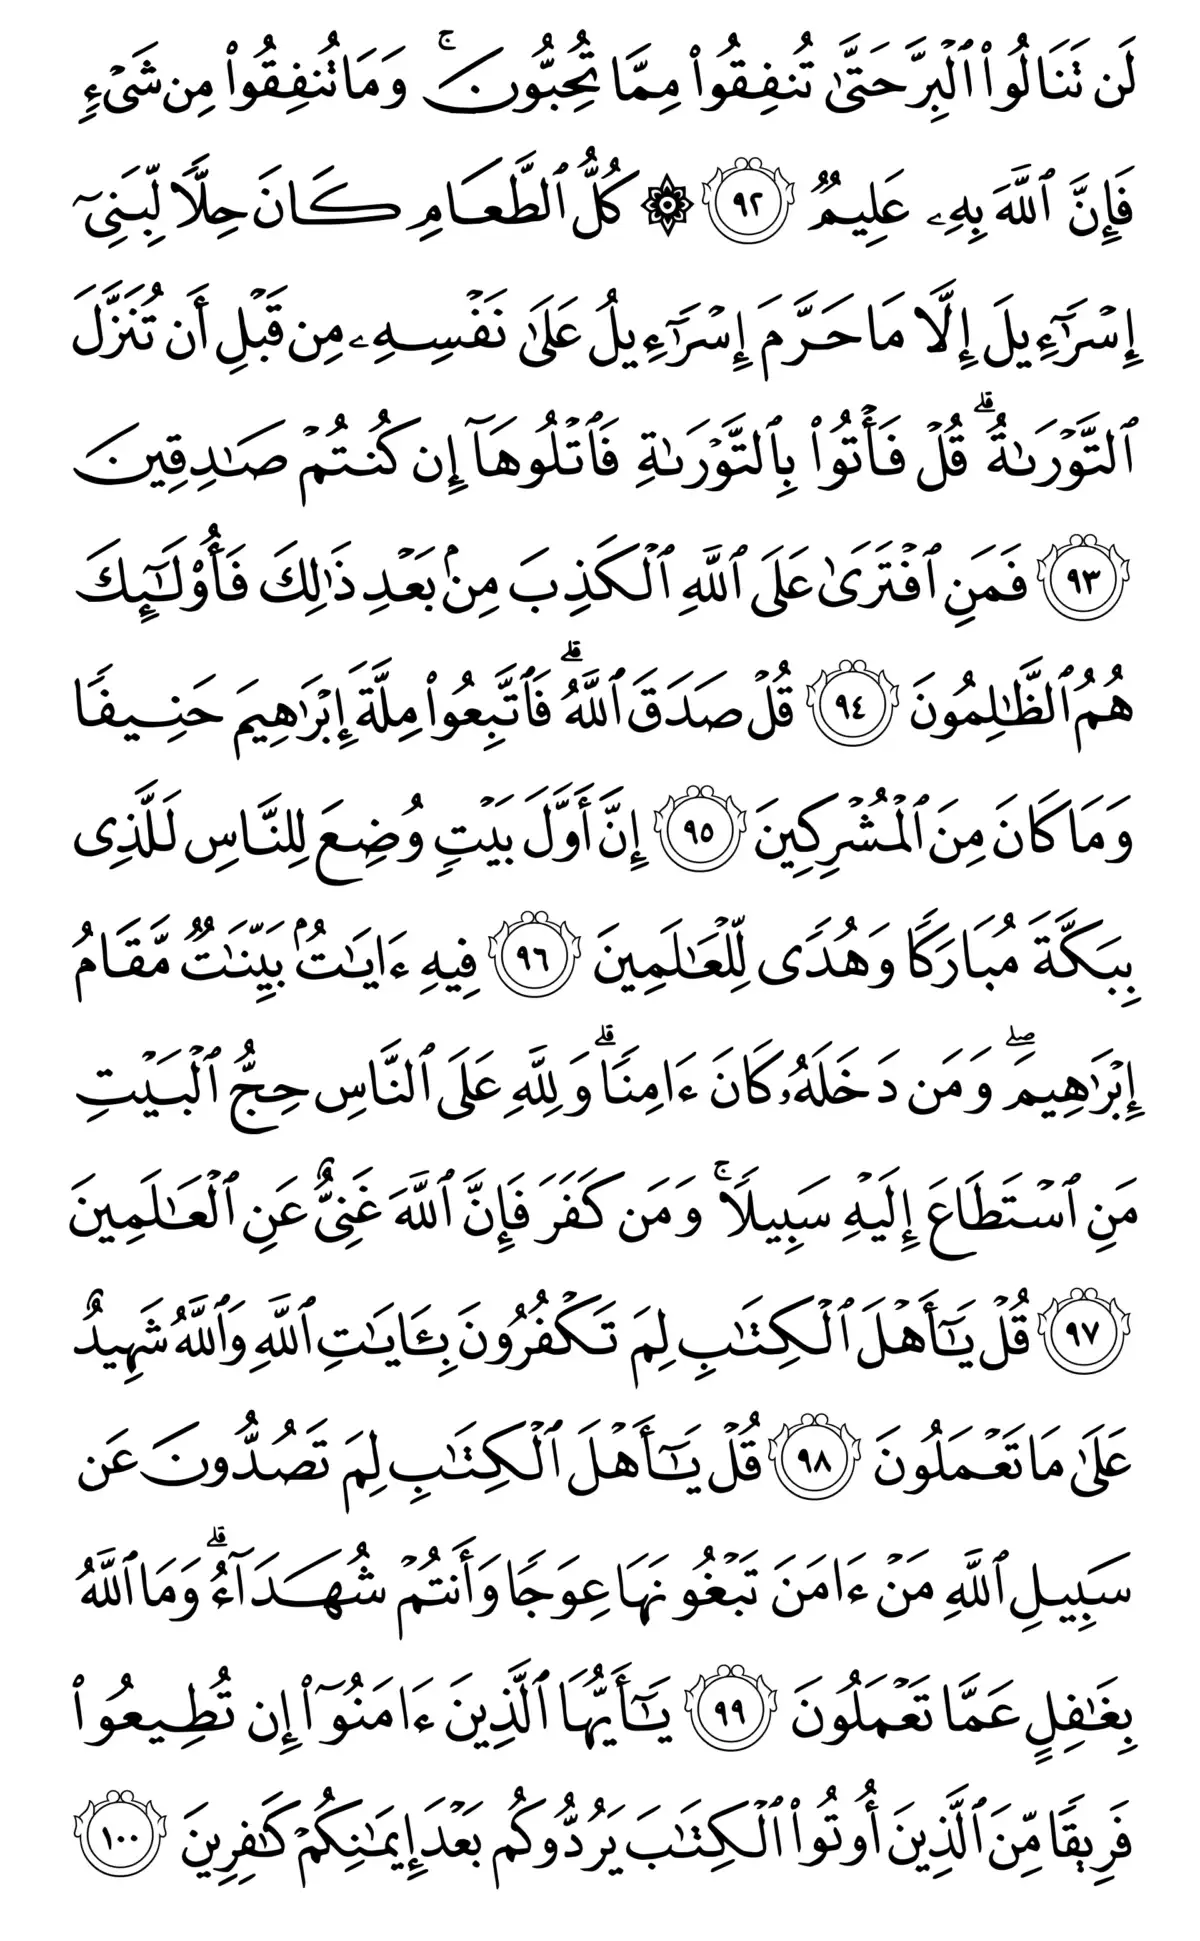 لَن تَنَالُوا۟ ٱلْبِرَّ حَتَّىٰ تُنفِقُوا۟ مِمَّا تُحِبُّونَ ۚ وَمَا تُنفِقُوا۟ مِن شَىْءٍ
فَإِنَّ ٱللَّهَ بِهِۦ عَلِيمٌ ٩٢ ۞ كُلُّ ٱلطَّعَامِ كَانَ حِلًّا لِّبَنِىٓ
إِسْرَٰٓءِيلَ إِلَّا مَا حَرَّمَ إِسْرَٰٓءِيلُ عَلَىٰ نَفْسِهِۦ مِن قَبْلِ أَن تُنَزَّلَ
ٱلتَّوْرَىٰةُ ۗ قُلْ فَأْتُوا۟ بِٱلتَّوْرَىٰةِ فَٱتْلُوهَآ إِن كُنتُمْ صَٰدِقِينَ
٩٣ فَمَنِ ٱفْتَرَىٰ عَلَى ٱللَّهِ ٱلْكَذِبَ مِنۢ بَعْدِ ذَٰلِكَ فَأُو۟لَٰٓئِكَ
هُمُ ٱلظَّٰلِمُونَ ٩٤ قُلْ صَدَقَ ٱللَّهُ ۗ فَٱتَّبِعُوا۟ مِلَّةَ إِبْرَٰهِيمَ حَنِيفًا
وَمَا كَانَ مِنَ ٱلْمُشْرِكِينَ ٩٥ إِنَّ أَوَّلَ بَيْتٍ وُضِعَ لِلنَّاسِ لَلَّذِى
بِبَكَّةَ مُبَارَكًا وَهُدًى لِّلْعَٰلَمِينَ ٩٦ فِيهِ ءَايَٰتٌۢ بَيِّنَٰتٌ مَّقَامُ
إِبْرَٰهِيمَ ۖ وَمَن دَخَلَهُۥ كَانَ ءَامِنًا ۗ وَلِلَّهِ عَلَى ٱلنَّاسِ حِجُّ ٱلْبَيْتِ
مَنِ ٱسْتَطَاعَ إِلَيْهِ سَبِيلًا ۚ وَمَن كَفَرَ فَإِنَّ ٱللَّهَ غَنِىٌّ عَنِ ٱلْعَٰلَمِينَ
٩٧ قُلْ يَٰٓأَهْلَ ٱلْكِتَٰبِ لِمَ تَكْفُرُونَ بِـَٔايَٰتِ ٱللَّهِ وَٱللَّهُ شَهِيدٌ
عَلَىٰ مَا تَعْمَلُونَ ٩٨ قُلْ يَٰٓأَهْلَ ٱلْكِتَٰبِ لِمَ تَصُدُّونَ عَن
سَبِيلِ ٱللَّهِ مَنْ ءَامَنَ تَبْغُونَهَا عِوَجًا وَأَنتُمْ شُهَدَآءُ ۗ وَمَا ٱللَّهُ
بِغَٰفِلٍ عَمَّا تَعْمَلُونَ ٩٩ يَٰٓأَيُّهَا ٱلَّذِينَ ءَامَنُوٓا۟ إِن تُطِيعُوا۟
فَرِيقًا مِّنَ ٱلَّذِينَ أُوتُوا۟ ٱلْكِتَٰبَ يَرُدُّوكُم بَعْدَ إِيمَٰنِكُمْ كَٰفِرِينَ ١٠٠